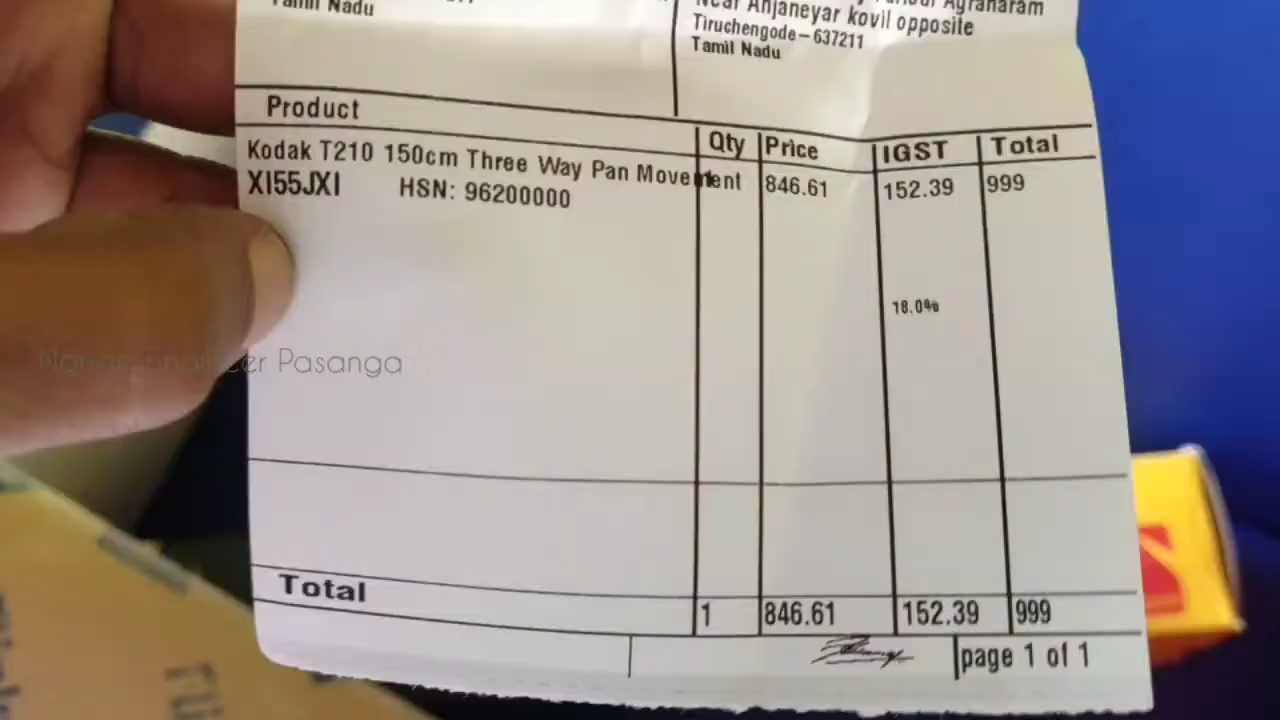 Tamil Nadu
Near Anjaneyar kovil opposite
Tiruchengode-637211
Tamil Nadu
Product Qty Price IGST Total
Kodak T210 150cm Three Way Pan Movement 846.61 152.39 999
XI55JXI HSN: 96200000
18.0%
Pasanga
Total 1 846.61 152.39 999
page 1 of 1